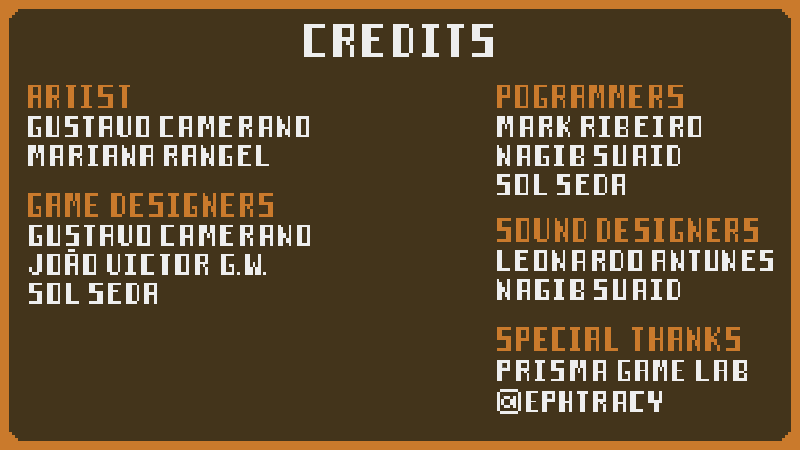 CREDITS
ARTIST
GUSTAVO CAMERANO
MARIANA RANGEL
GAME DESIGNERS
GUSTAVO CAMERANO
JOÃO VICTOR G.W.
SOL SEDA
POGRAMMERS
MARK RIBEIRO
NAGIB SUAID
SOL SEDA
SOUND DESIGNERS
LEONARDO ANTUNES
NAGIB SUAID
SPECIAL THANKS
PRISMA GAME LAB
@EPHTRACY